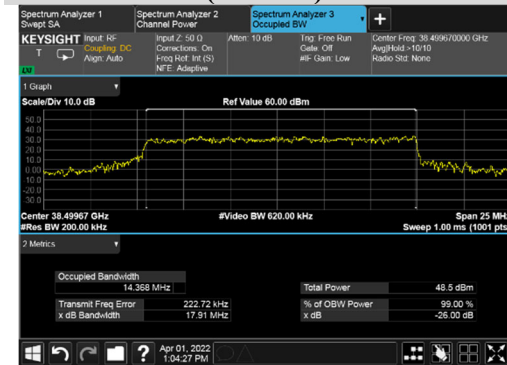 Spectrum Analyzer 1 Spectrum Analyzer 2 Spectrum Analyzer 3 +
Swept SA Channel Power Occupied BW
KEYSIGHT Input: RF Input Z: 50 Ω Atten: 10 dB Trig: Free Run Center Freq: 38.499670000 GHz
T Coupling: DC Corrections: On Gate: Off Avg|Hold >10/10
Align: Auto Freq Ref: Int (S) #IF Gain: Low Radio Std: None
NFE: Adaptive
LXI
1 Graph
Scale/Div 10.0 dB Ref Value 60.00 dBm
50.0
40.0
30.0
20.0
10.0
0.00
-10.0
-20.0
-30.0
Center 38.49967 GHz #Video BW 620.00 kHz Span 25 MHz
#Res BW 200.00 kHz Sweep 1.00 ms (1001 pts
2 Metrics
Occupied Bandwidth
14.368 MHz Total Power 48.5 dBm
Transmit Freq Error 222.72 kHz % of OBW Power 99.00 %
x dB Bandwidth 17.91 MHz x dB -26.00 dB
? Apr 01, 2022
1:04:27 PM